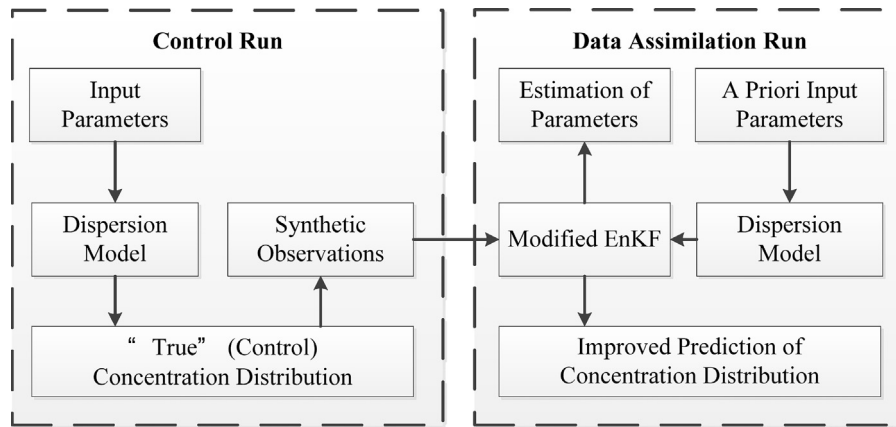 Control Run
Input
Parameters
Dispersion
Model
Synthetic
Observations
“ True” (Control)
Concentration Distribution
Data Assimilation Run
Estimation of
Parameters
A Priori Input
Parameters
Modified EnKF
Dispersion
Model
Improved Prediction of
Concentration Distribution